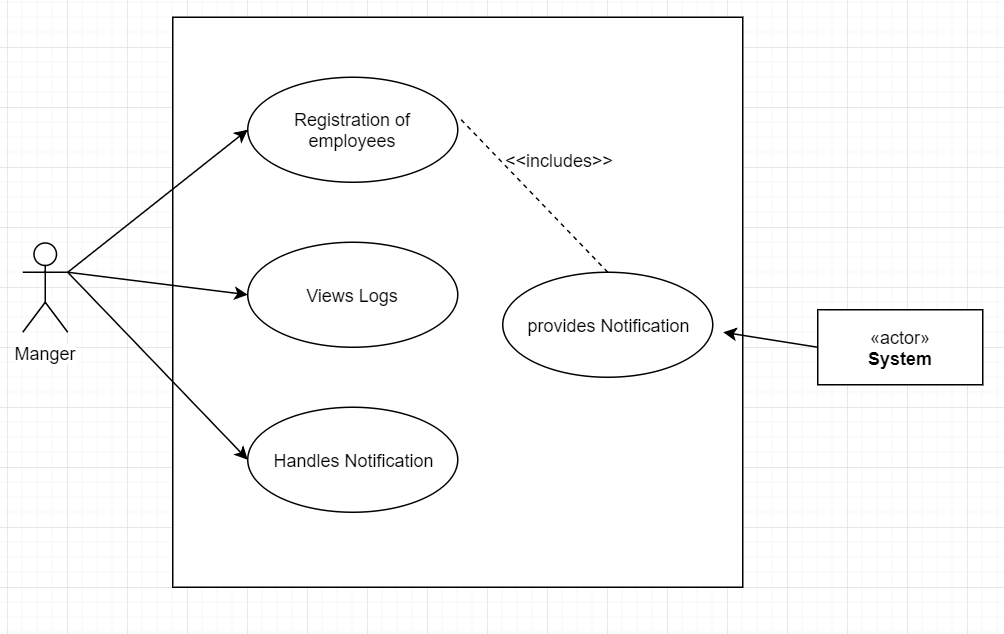 Registration of
employees
<<includes>>
Views Logs
provides Notification
«actor»
System
Manger
Handles Notification